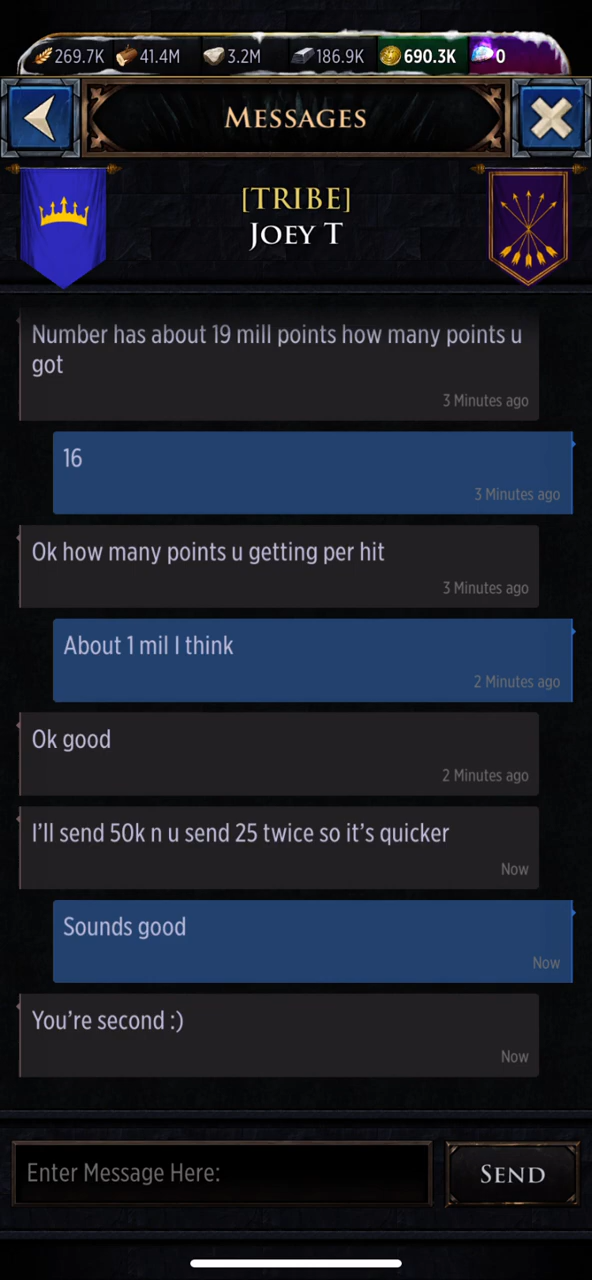 269.7K 41.4M 3.2M 186.9K 690.3K 0
MESSAGES
[TRIBE]
JOEY T
Number has about 19 mill points how many points u
got
3 Minutes ago
16
3 Minutes ago
Ok how many points u getting per hit
3 Minutes ago
About 1 mil I think
2 Minutes ago
Ok good
2 Minutes ago
I’ll send 50k n u send 25 twice so it’s quicker
Now
Sounds good
Now
You’re second :)
Now
Enter Message Here:
SEND